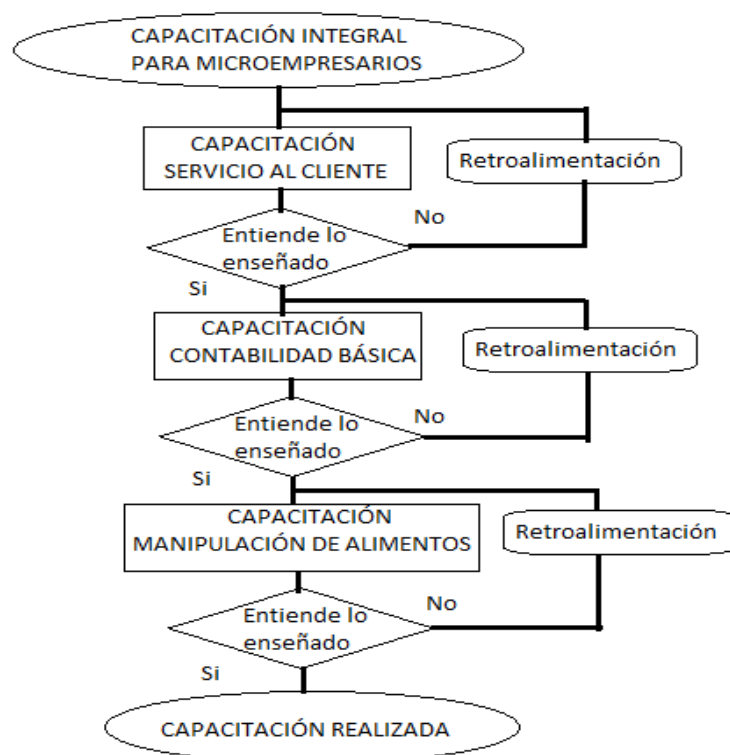 CAPACITACIÓN INTEGRAL
PARA MICROEMPRESARIOS
CAPACITACIÓN
SERVICIO AL CLIENTE
Retroalimentación
No
Entiende lo
enseñado
Si
CAPACITACIÓN
CONTABILIDAD BÁSICA
Retroalimentación
No
Entiende lo
enseñado
Si
CAPACITACIÓN
MANIPULACIÓN DE ALIMENTOS
Retroalimentación
No
Entiende lo
enseñado
Si
CAPACITACIÓN REALIZADA